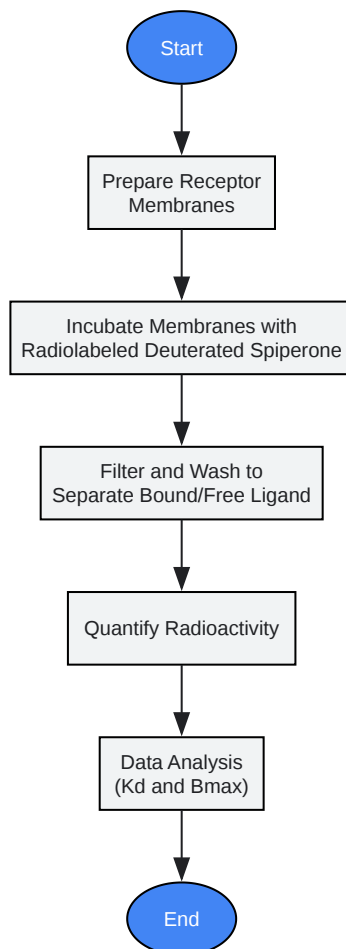 Start
Prepare Receptor
Membranes
Incubate Membranes with
Radiolabeled Deuterated Spiperone
Filter and Wash to
Separate Bound/Free Ligand
Quantify Radioactivity
Data Analysis
(Kd and Bmax)
End